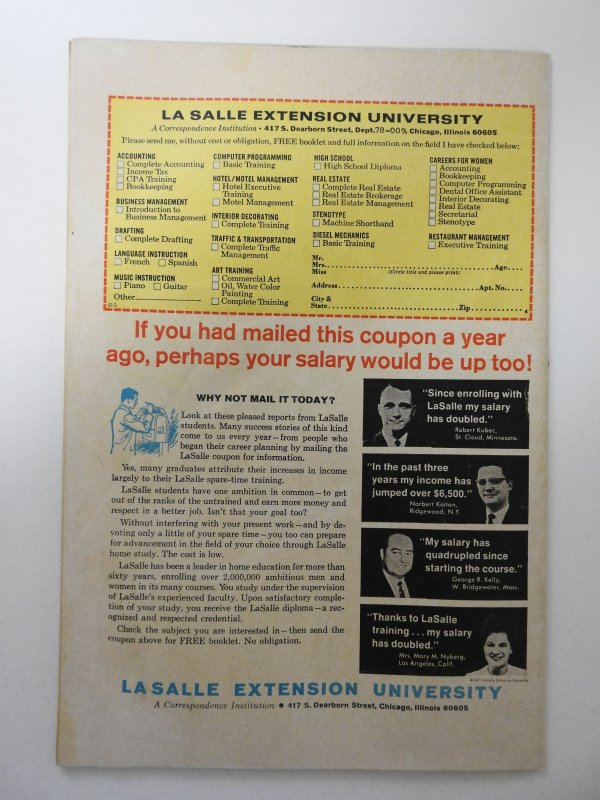 LA SALLE EXTENSION UNIVERSITY
A Correspondence Institution • 417 S. Dearborn Street, Dept. 78-009, Chicago, Illinois 60605
Please send me, without cost or obligation, FREE booklet and full information on the field I have checked below:
ACCOUNTING
Complete Accounting
Income Tax
CPA Training
Bookkeeping
BUSINESS MANAGEMENT
Introduction to
Business Management
DRAFTING
Complete Drafting
LANGUAGE INSTRUCTION
French Spanish
MUSIC INSTRUCTION
Piano Guitar
Other
COMPUTER PROGRAMMING
Basic Training
HOTEL/MOTEL MANAGEMENT
Hotel Executive
Training
Motel Management
INTERIOR DECORATING
Complete Training
TRAFFIC & TRANSPORTATION
Complete Traffic
Management
ART TRAINING
Commercial Art
Oil, Water Color
Painting
Complete Training
HIGH SCHOOL
High School Diploma
REAL ESTATE
Complete Real Estate
Real Estate Brokerage
Real Estate Management
STENOTYPE
Machine Shorthand
DIESEL MECHANICS
Basic Training
CAREERS FOR WOMEN
Accounting
Bookkeeping
Computer Programming
Dental Office Assistant
Interior Decorating
Real Estate
Secretarial
Stenotype
RESTAURANT MANAGEMENT
Executive Training
Mr.
Mrs. Age
Miss (Circle title and please print)
Address Apt. No.
City &
State Zip 4
If you had mailed this coupon a year
ago, perhaps your salary would be up too!
WHY NOT MAIL IT TODAY?
Look at these pleased reports from LaSalle
students. Many success stories of this kind
come to us every year—from people who
began their career planning by mailing the
LaSalle coupon for information.
Yes, many graduates attribute their increases in income
largely to their LaSalle spare-time training.
LaSalle students have one ambition in common—to get
out of the ranks of the untrained and earn more money and
respect in a better job. Isn't that your goal too?
Without interfering with your present work—and by de-
voting only a little of your spare time—you too can prepare
for advancement in the field of your choice through LaSalle
home study. The cost is low.
LaSalle has been a leader in home education for more than
sixty years, enrolling over 2,000,000 ambitious men and
women in its many courses. You study under the supervision
of LaSalle's experienced faculty. Upon satisfactory comple-
tion of your study, you receive the LaSalle diploma—a rec-
ognized and respected credential.
Check the subject you are interested in—then send the
coupon above for FREE booklet. No obligation.
"Since enrolling with
LaSalle my salary
has doubled."
Robert Kubec,
St. Cloud, Minnesota.
"In the past three
years my income has
jumped over $6,500."
Norbert Kaitan,
Ridgewood, N.Y.
"My salary has
quadrupled since
starting the course."
George R. Kelly,
W. Bridgewater, Mass.
"Thanks to LaSalle
training . . . my salary
has doubled."
Mrs. Mary M. Nyberg,
Los Angeles, Calif.
LASALLE EXTENSION UNIVERSITY
A Correspondence Institution • 417 S. Dearborn Street, Chicago, Illinois 60605